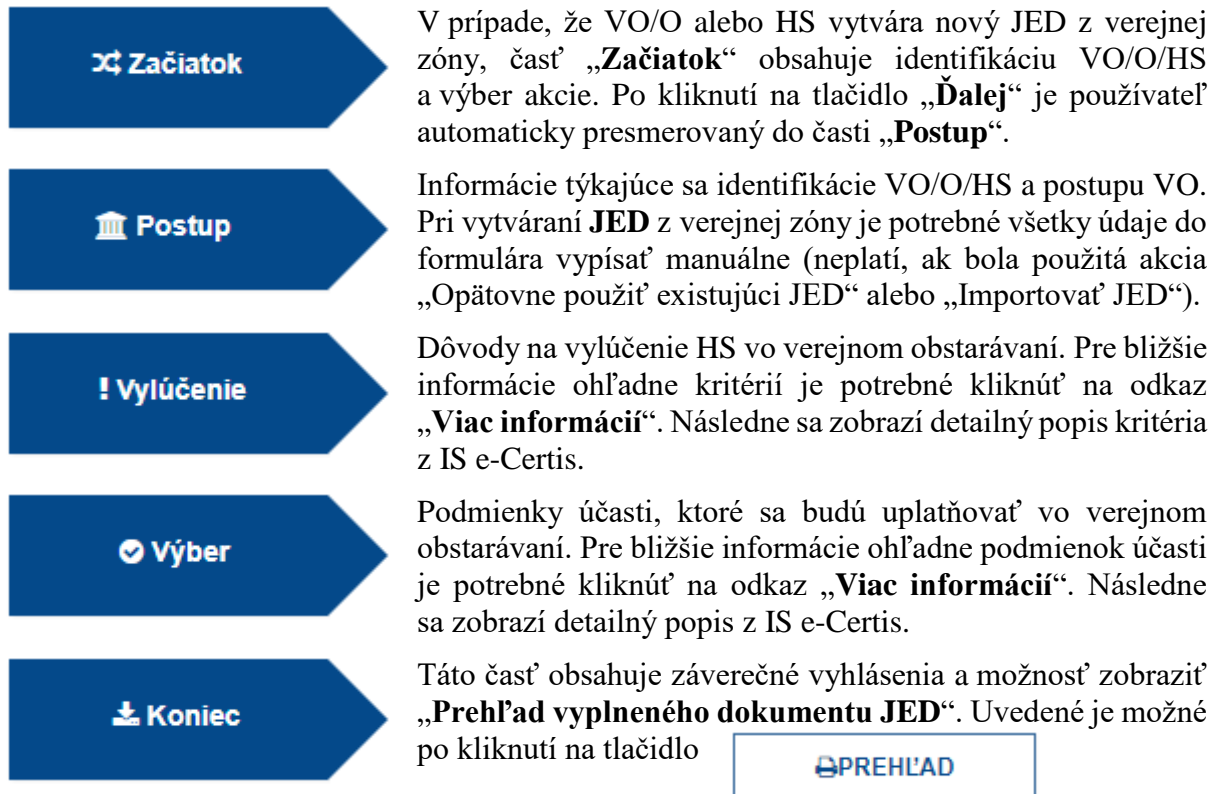 Začiatok
V prípade, že VO/O alebo HS vytvára nový JED z verejnej
zóny, časť „Začiatok“ obsahuje identifikáciu VO/O/HS
a výber akcie. Po kliknutí na tlačidlo „Ďalej“ je používateľ
automaticky presmerovaný do časti „Postup“.
Postup
Informácie týkajúce sa identifikácie VO/O/HS a postupu VO.
Pri vytváraní JED z verejnej zóny je potrebné všetky údaje do
formulára vypísať manuálne (neplatí, ak bola použitá akcia
„Opätovne použiť existujúci JED“ alebo „Importovať JED“).
! Vylúčenie
Dôvody na vylúčenie HS vo verejnom obstarávaní. Pre bližšie
informácie ohľadne kritérií je potrebné kliknúť na odkaz
„Viac informácií“. Následne sa zobrazí detailný popis kritéria
z IS e-Certis.
Výber
Podmienky účasti, ktoré sa budú uplatňovať vo verejnom
obstarávaní. Pre bližšie informácie ohľadne podmienok účasti
je potrebné kliknúť na odkaz „Viac informácií“. Následne
sa zobrazí detailný popis z IS e-Certis.
Koniec
Táto časť obsahuje záverečné vyhlásenia a možnosť zobraziť
„Prehľad vyplneného dokumentu JED“. Uvedené je možné
po kliknutí na tlačidlo
PREHĽAD